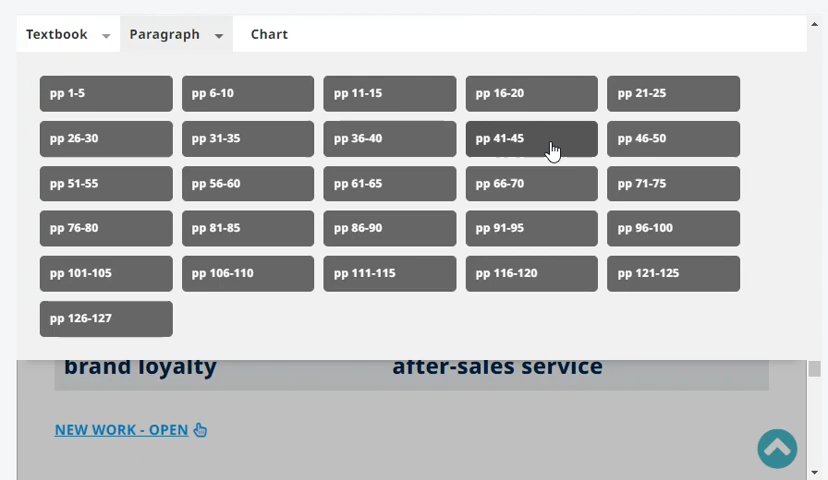 Textbook Paragraph Chart
pp 1-5 pp 6-10 pp 11-15 pp 16-20 pp 21-25
pp 26-30 pp 31-35 pp 36-40 pp 41-45 pp 46-50
pp 51-55 pp 56-60 pp 61-65 pp 66-70 pp 71-75
pp 76-80 pp 81-85 pp 86-90 pp 91-95 pp 96-100
pp 101-105 pp 106-110 pp 111-115 pp 116-120 pp 121-125
pp 126-127
brand loyalty after-sales service
NEW WORK - OPEN